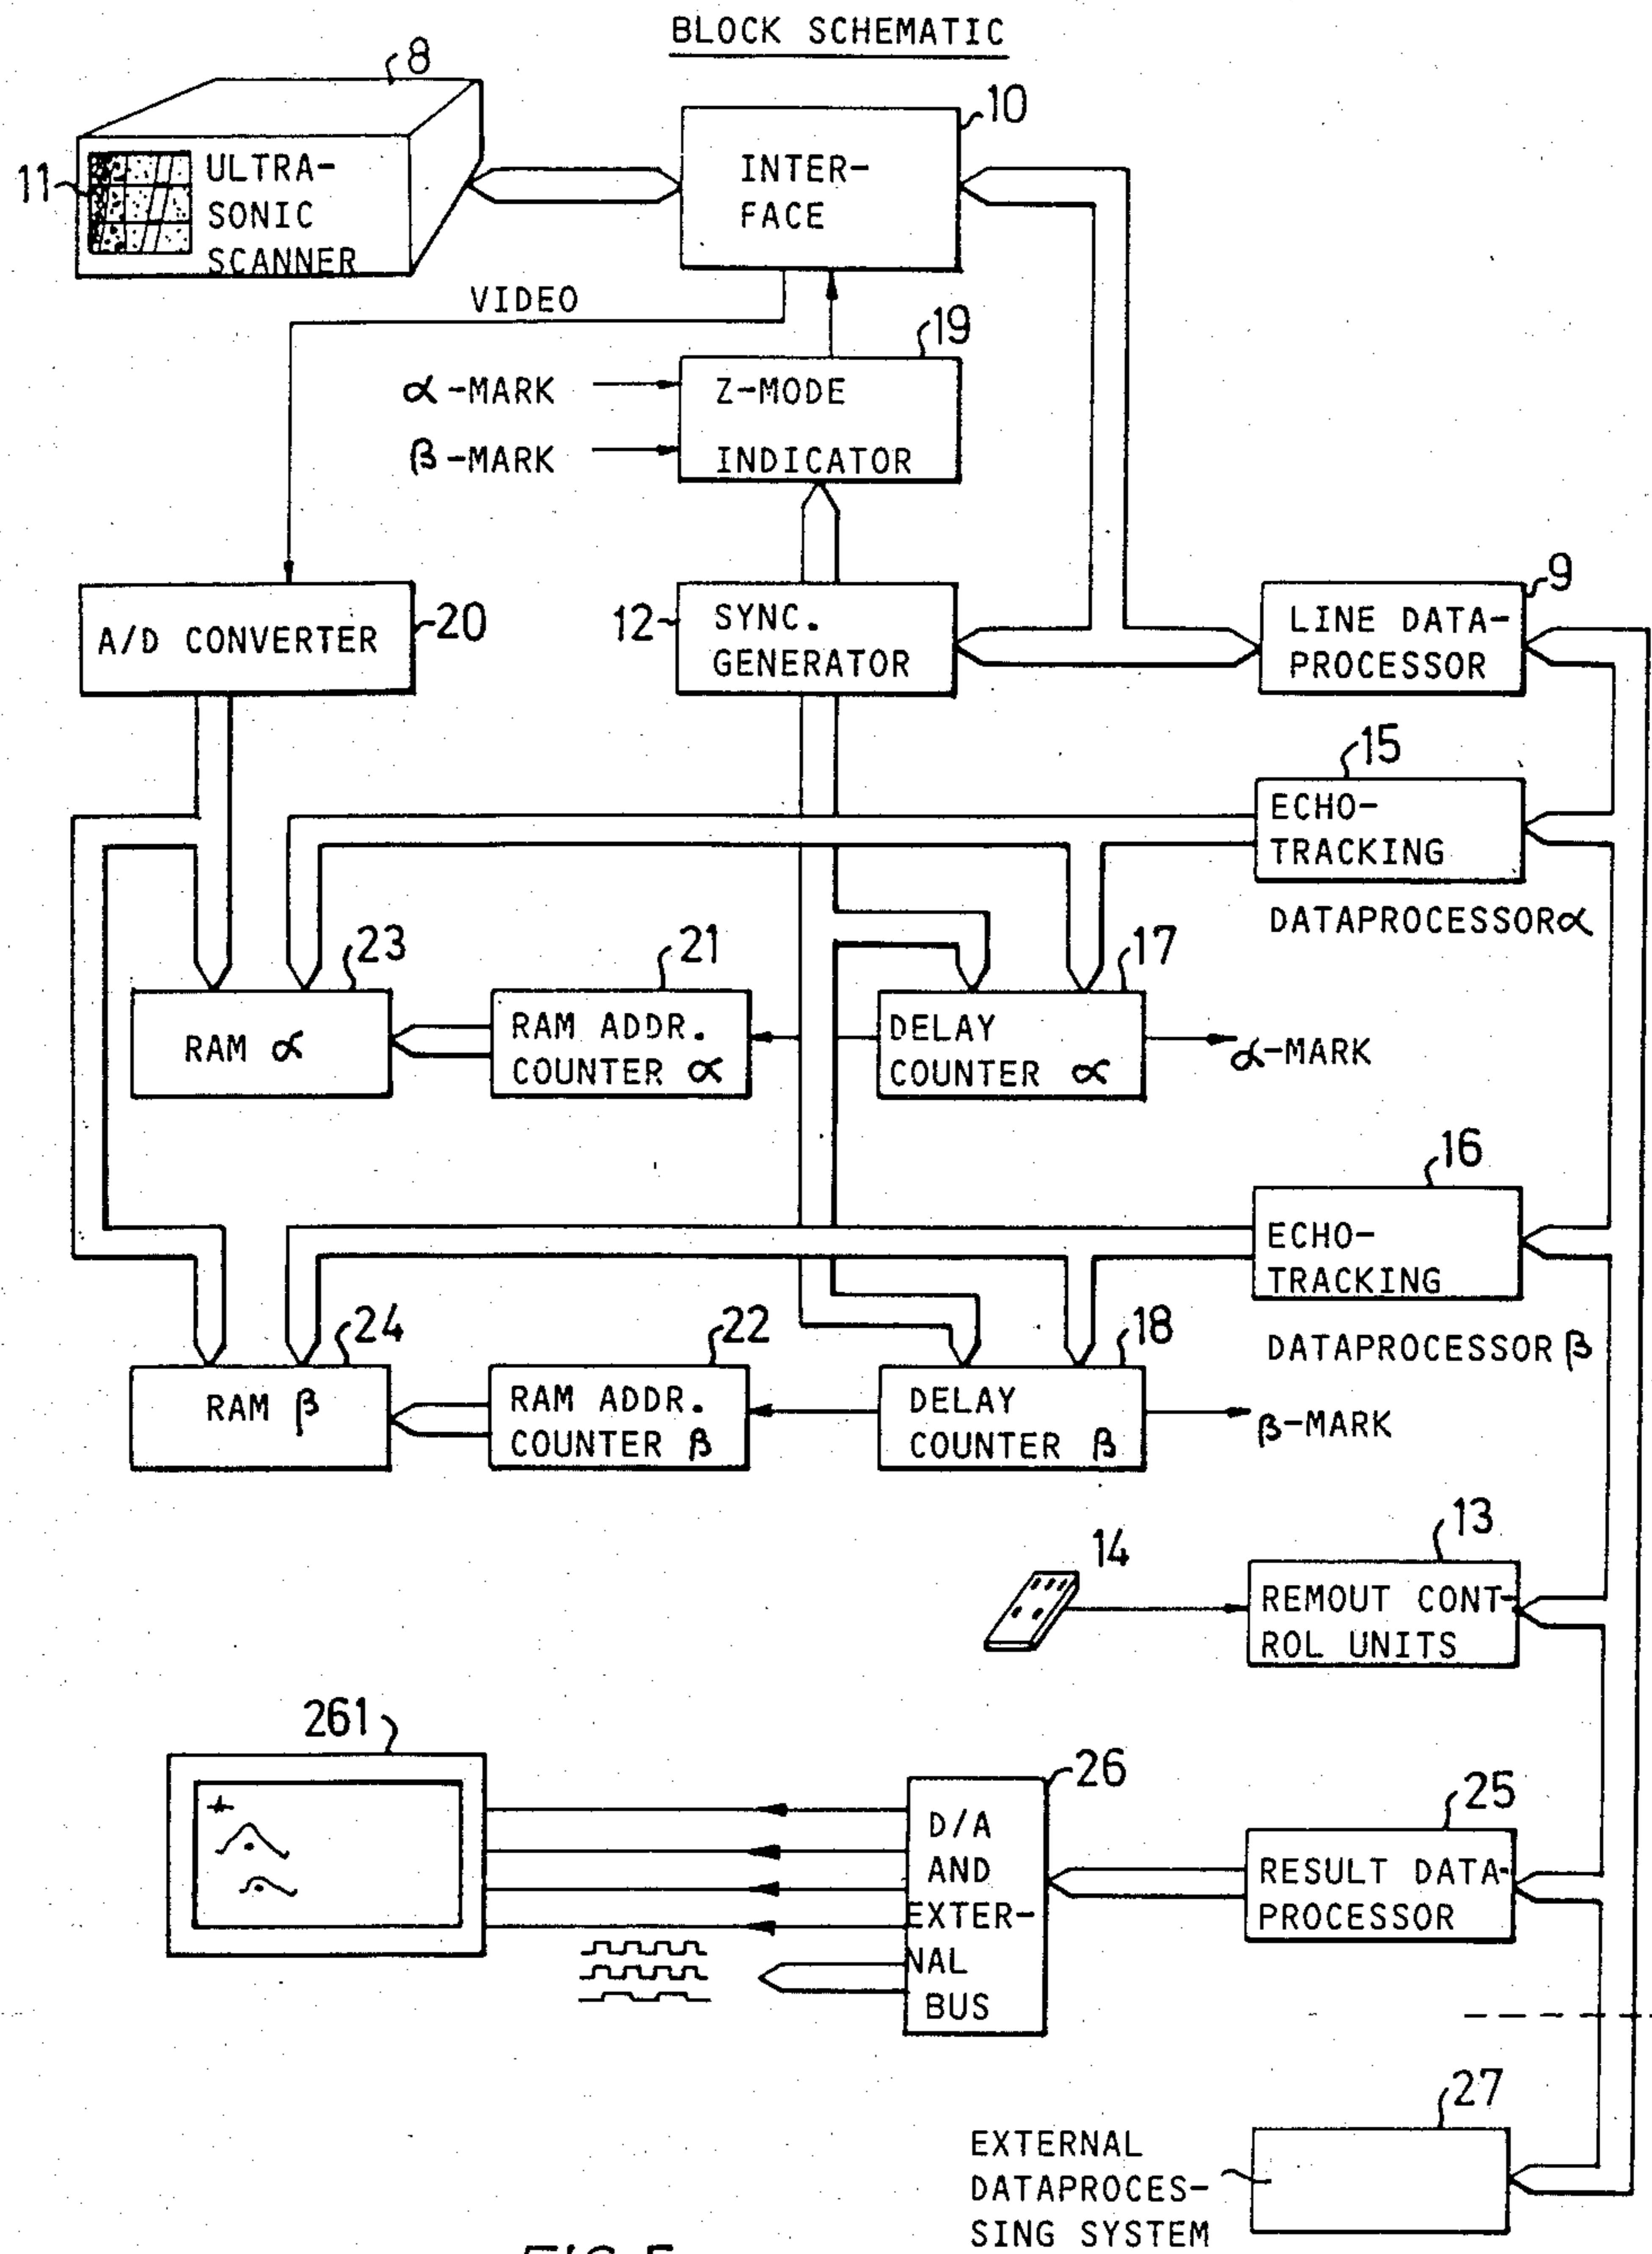 BLOCK SCHEMATIC
8
10
11
ULTRA-
SONIC
SCANNER
INTER-
FACE
VIDEO
19
α-MARK
β-MARK
Z-MODE
INDICATOR
9
A/D CONVERTER
20
12
SYNC.
GENERATOR
LINE DATA-
PROCESSOR
15
ECHO-
TRACKING
DATAPROCESSOR α
23
21
17
RAM α
RAM ADDR.
COUNTER α
DELAY
COUNTER α
α-MARK
16
ECHO-
TRACKING
DATAPROCESSOR β
24
22
18
RAM β
RAM ADDR.
COUNTER β
DELAY
COUNTER β
β-MARK
14
13
REMOUT CONT-
ROL UNITS
261
26
25
D/A
AND
EXTER-
NAL
BUS
RESULT DATA-
PROCESSOR
27
EXTERNAL
DATAPROCES-
SING SYSTEM